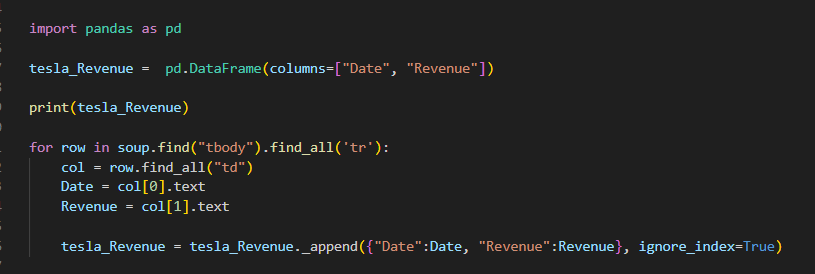 import pandas as pd
tesla_Revenue =  pd.DataFrame(columns=["Date", "Revenue"])
print(tesla_Revenue)
for row in soup.find("tbody").find_all('tr'):
    col = row.find_all("td")
    Date = col[0].text
    Revenue = col[1].text
    tesla_Revenue = tesla_Revenue._append({"Date":Date, "Revenue":Revenue}, ignore_index=True)